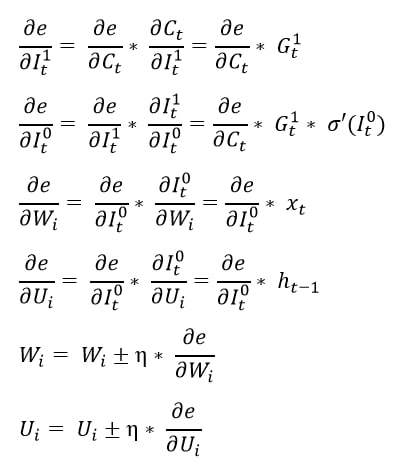 ∂e/∂I_t^1 = ∂e/∂C_t * ∂C_t/∂I_t^1 = ∂e/∂C_t * G_t^1
∂e/∂I_t^0 = ∂e/∂I_t^1 * ∂I_t^1/∂I_t^0 = ∂e/∂C_t * G_t^1 * σ′(I_t^0)
∂e/∂W_i = ∂e/∂I_t^0 * ∂I_t^0/∂W_i = ∂e/∂I_t^0 * x_t
∂e/∂U_i = ∂e/∂I_t^0 * ∂I_t^0/∂U_i = ∂e/∂I_t^0 * h_{t−1}
W_i = W_i ± η * ∂e/∂W_i
U_i = U_i ± η * ∂e/∂U_i